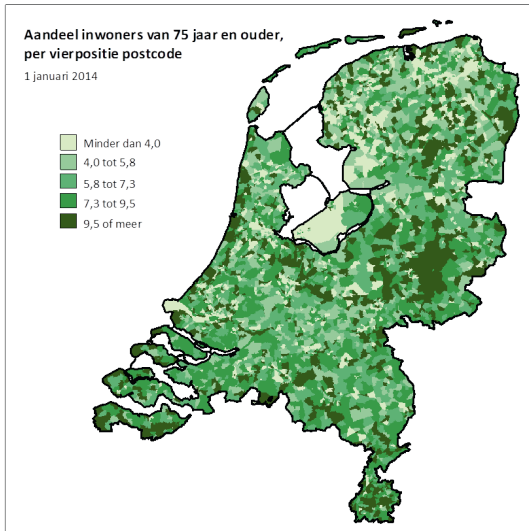 Aandeel inwoners van 75 jaar en ouder,
per vierpositie postcode
1 januari 2014
Minder dan 4,0
4,0 tot 5,8
5,8 tot 7,3
7,3 tot 9,5
9,5 of meer